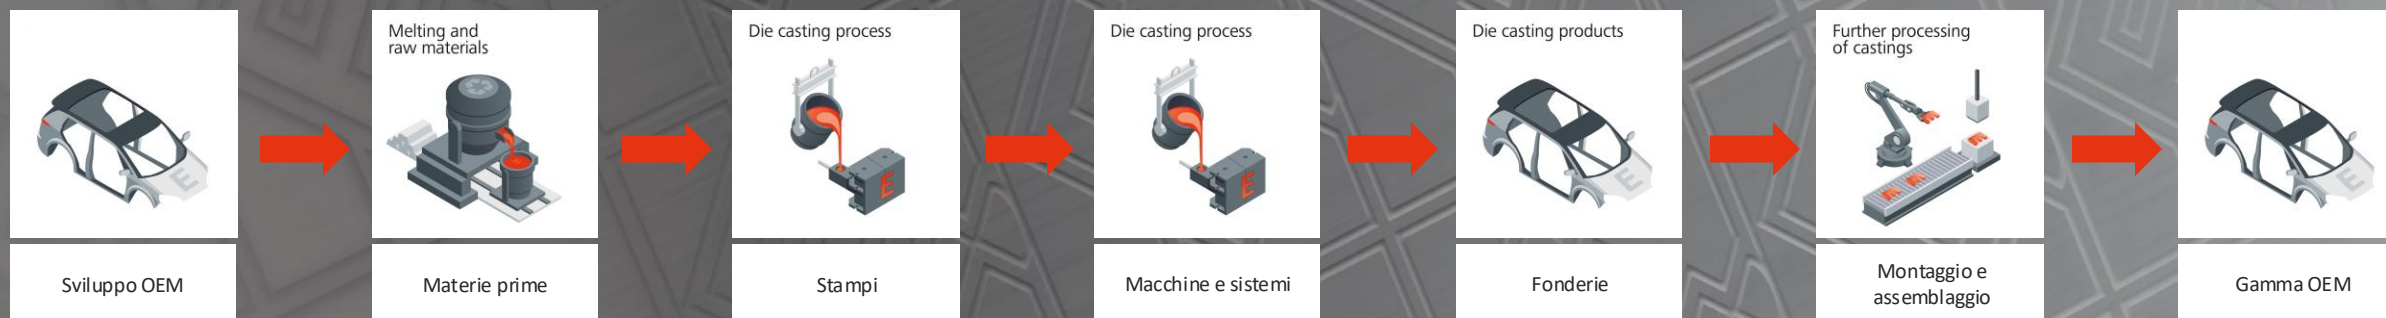 Melting and
raw materials
Die casting process
Die casting process
Die casting products
Further processing
of castings
E
E
E
E
E
Sviluppo OEM
Materie prime
Stampi
Macchine e sistemi
Fonderie
Montaggio e
assemblaggio
Gamma OEM